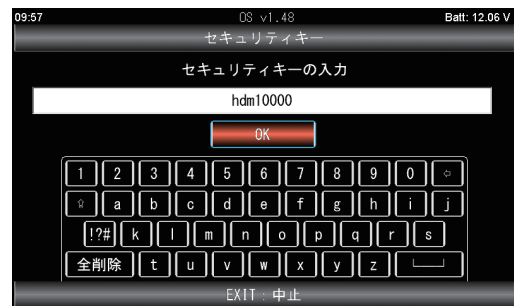 09:57 OS v1.48 Batt: 12.06 V
セキュリティキー
セキュリティキーの入力
hdm10000
OK
1 2 3 4 5 6 7 8 9 0 ⇦
⇧ a b c d e f g h i j
!?# k l m n o p q r s
全削除 t u v w x y z
EXIT : 中止